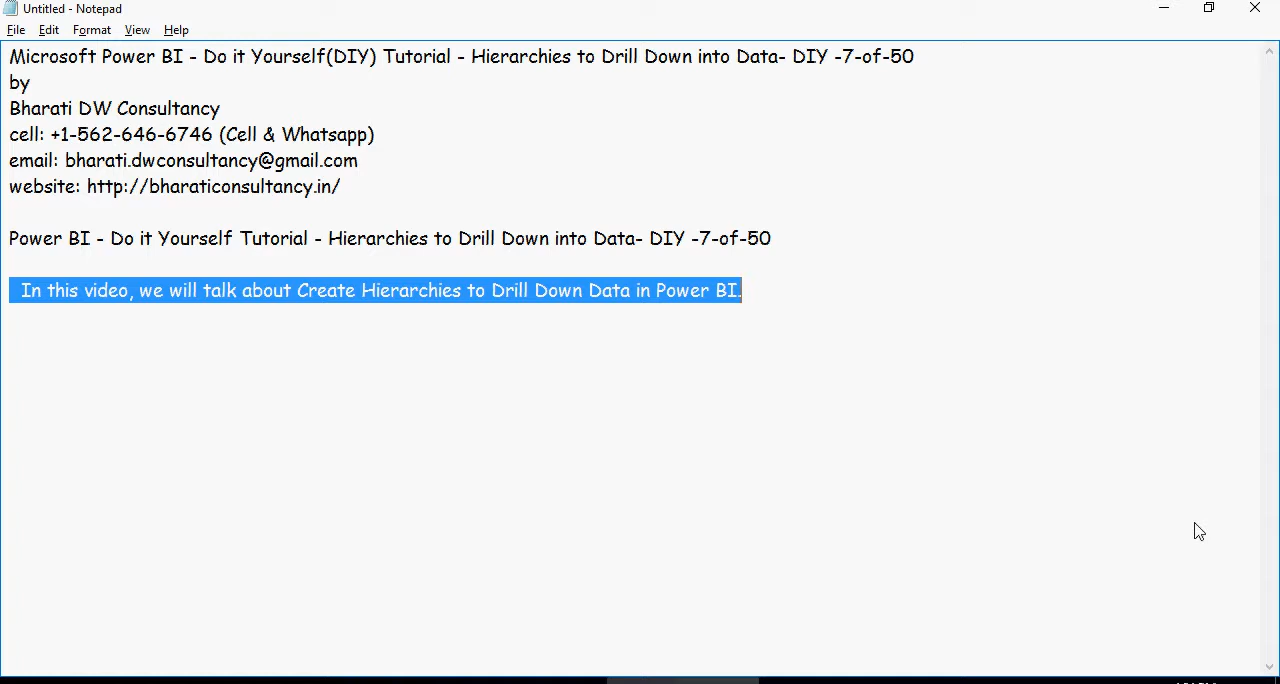 Untitled - Notepad
File Edit Format View Help
Microsoft Power BI - Do it Yourself(DIY) Tutorial - Hierarchies to Drill Down into Data- DIY -7-of-50
by
Bharati DW Consultancy
cell: +1-562-646-6746 (Cell & Whatsapp)
email: bharati.dwconsultancy@gmail.com
website: http://bharaticonsultancy.in/
Power BI - Do it Yourself Tutorial - Hierarchies to Drill Down into Data- DIY -7-of-50
In this video, we will talk about Create Hierarchies to Drill Down Data in Power BI.